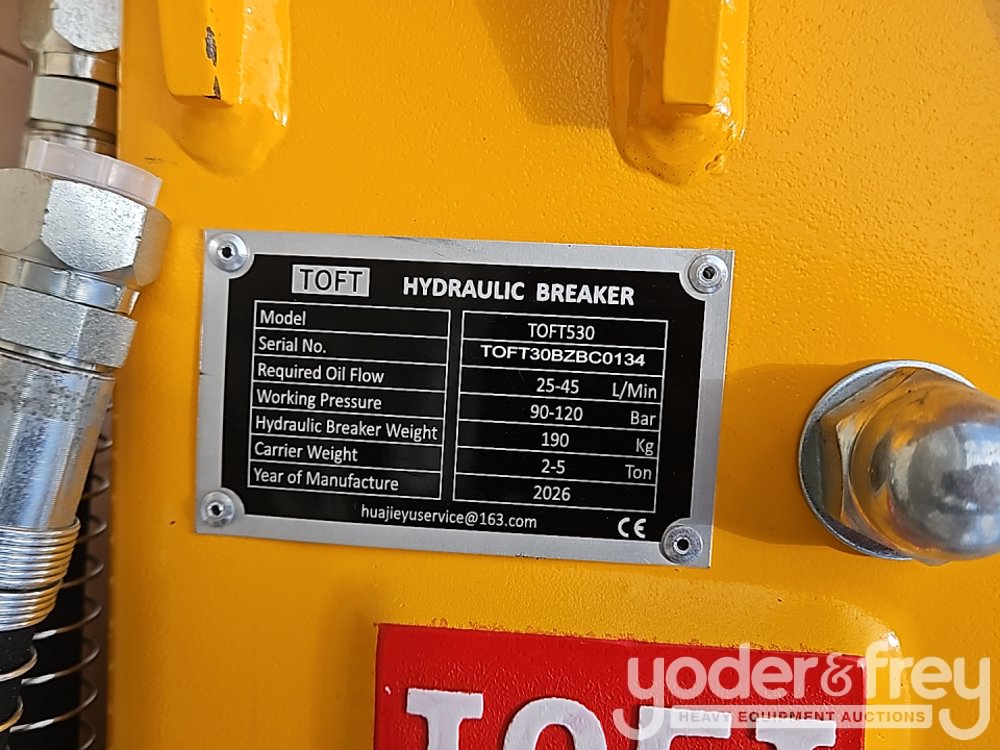 TOFT HYDRAULIC BREAKER
Model TOFT530
Serial No. TOFT30BZBC0134
Required Oil Flow 25-45 L/Min
Working Pressure 90-120 Bar
Hydraulic Breaker Weight 190 Kg
Carrier Weight 2-5 Ton
Year of Manufacture 2026
huajieyuservice@163.com CE
TOFT
yoder&frey
HEAVY EQUIPMENT AUCTIONS